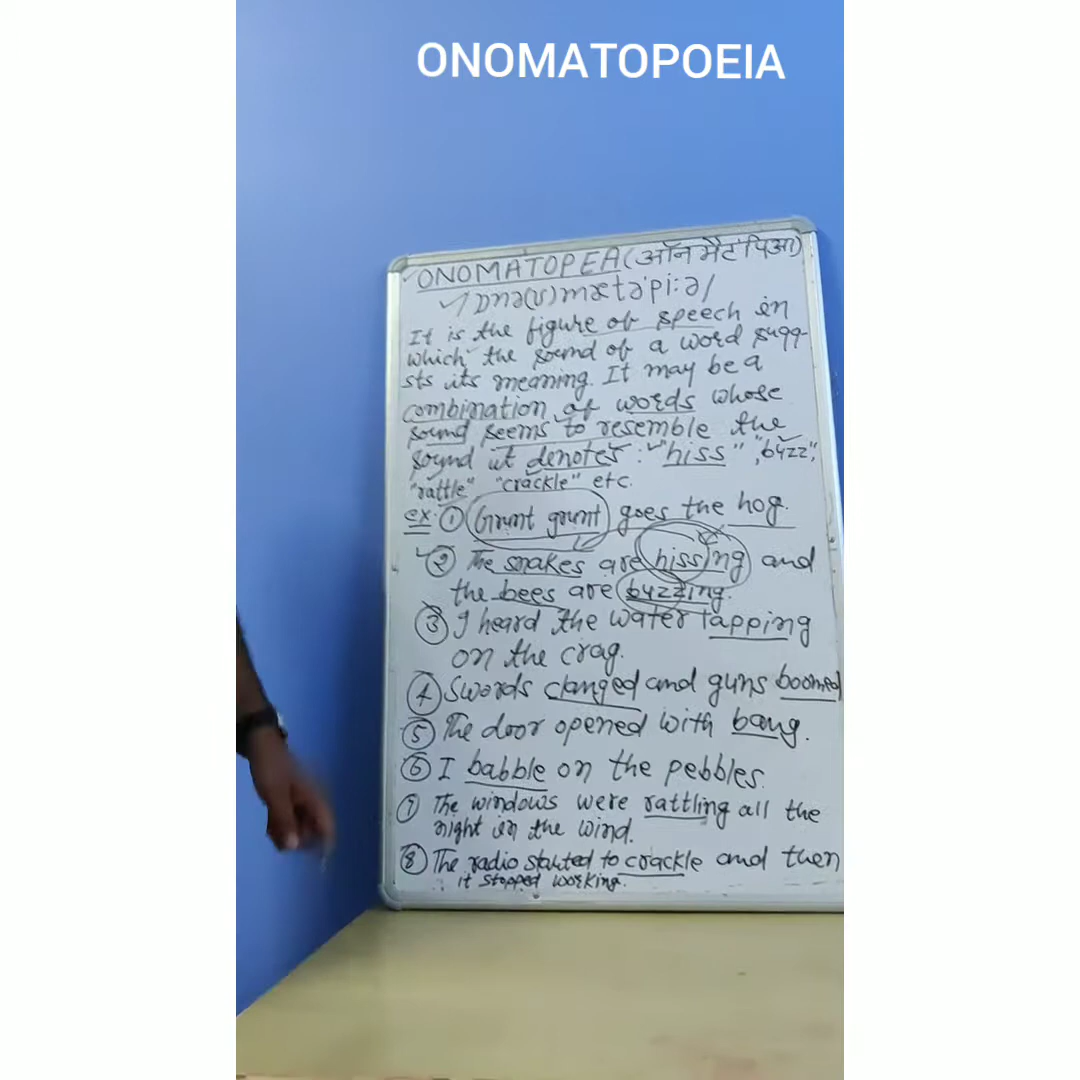 ONOMATOPOEIA
ONOMATOPEA (ऑनमैटपिआ)
/ɒnə(ʊ)mætə'pi:ə/
It is the figure of speech in
which the sound of a word sugg-
sts its meaning. It may be a
combination of words whose
sound seems to resemble the
sound it denotes : "hiss", "buzz",
"rattle" "crackle" etc.
ex. ① Grunt grunt goes the hog.
② The snakes are hissing and
the bees are buzzing.
③ I heard the water tapping
on the crag.
④ Swords clanged and guns boomed
⑤ The door opened with bang.
⑥ I babble on the pebbles.
⑦ The windows were rattling all the
night in the wind.
⑧ The radio started to crackle and then
it stopped working.